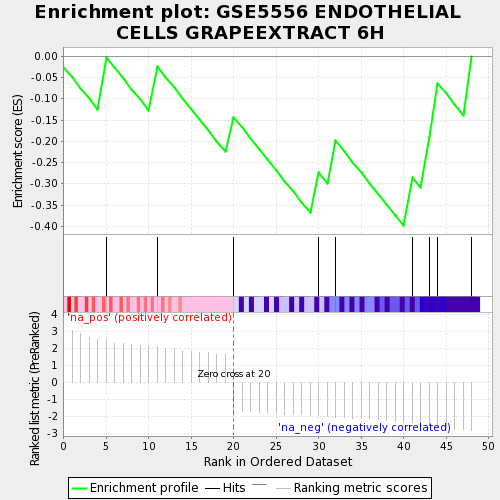 Enrichment plot: GSE5556 ENDOTHELIAL
CELLS GRAPEEXTRACT 6H
Enrichment score (ES)
0.00
-0.05
-0.10
-0.15
-0.20
-0.25
-0.30
-0.35
-0.40
Ranked list metric (PreRanked)
4
3
2
1
0
-1
-2
-3
'na_pos' (positively correlated)
Zero cross at 20
'na_neg' (negatively correlated)
0 5 10 15 20 25 30 35 40 45 50
Rank in Ordered Dataset
Enrichment profile Hits Ranking metric scores